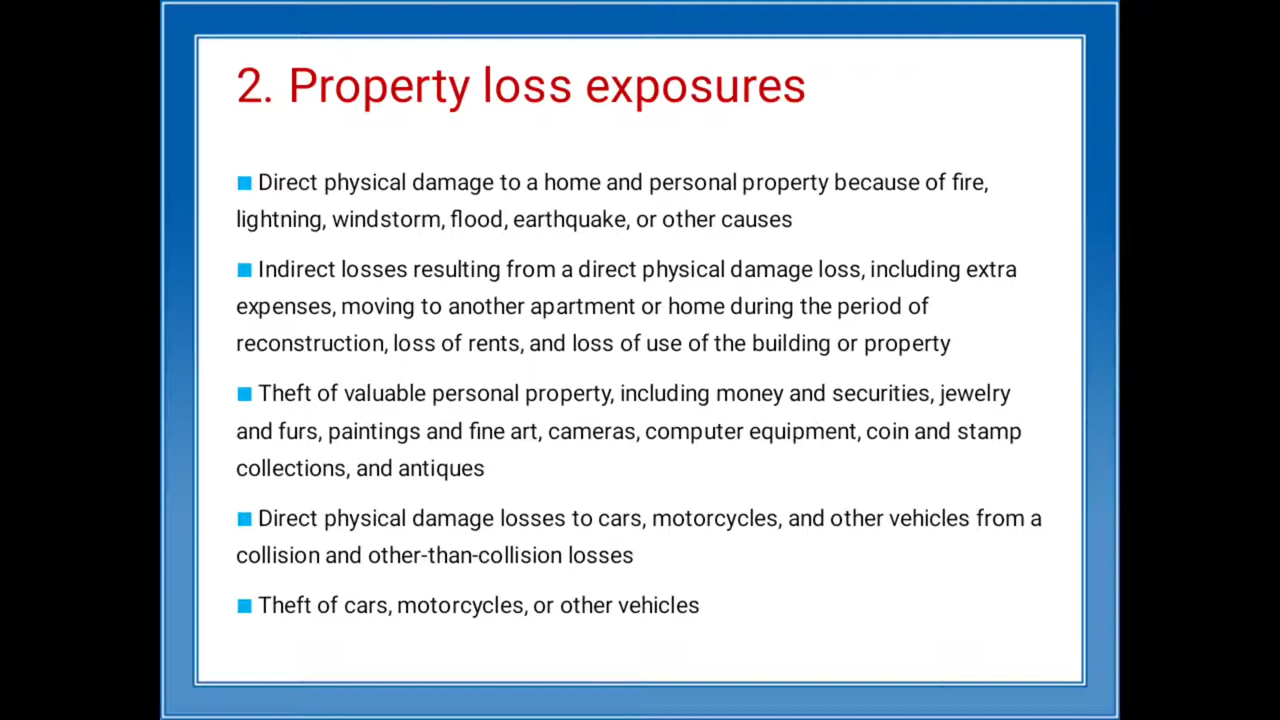 2. Property loss exposures
■ Direct physical damage to a home and personal property because of fire,
lightning, windstorm, flood, earthquake, or other causes
■ Indirect losses resulting from a direct physical damage loss, including extra
expenses, moving to another apartment or home during the period of
reconstruction, loss of rents, and loss of use of the building or property
■ Theft of valuable personal property, including money and securities, jewelry
and furs, paintings and fine art, cameras, computer equipment, coin and stamp
collections, and antiques
■ Direct physical damage losses to cars, motorcycles, and other vehicles from a
collision and other-than-collision losses
■ Theft of cars, motorcycles, or other vehicles